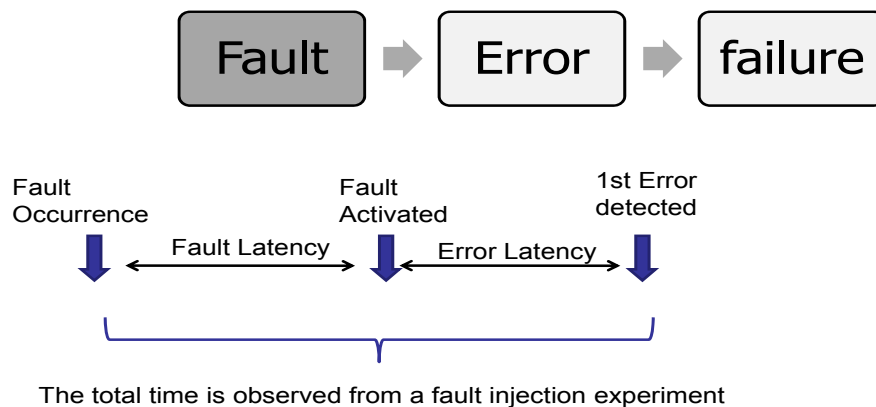 Fault
Error
failure
Fault
Occurrence
Fault
Activated
1st Error
detected
Fault Latency
Error Latency
The total time is observed from a fault injection experiment